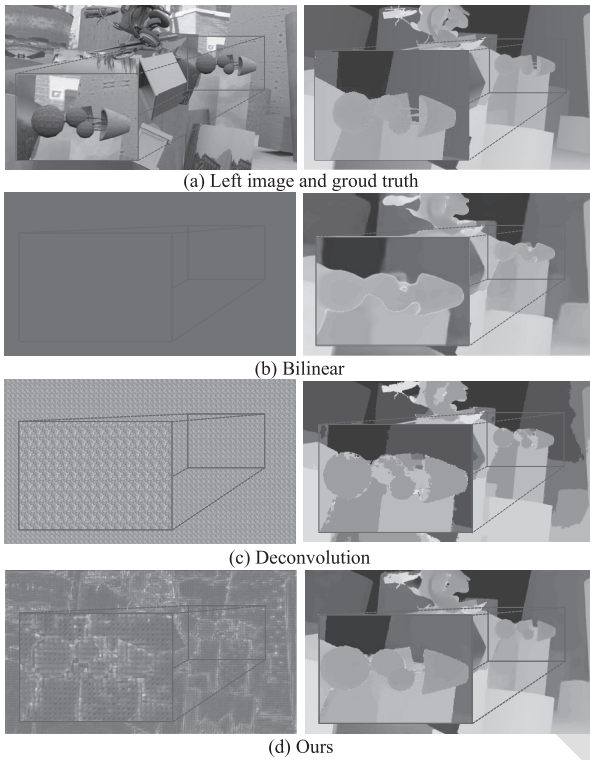 (a) Left image and groud truth
(b) Bilinear
(c) Deconvolution
(d) Ours